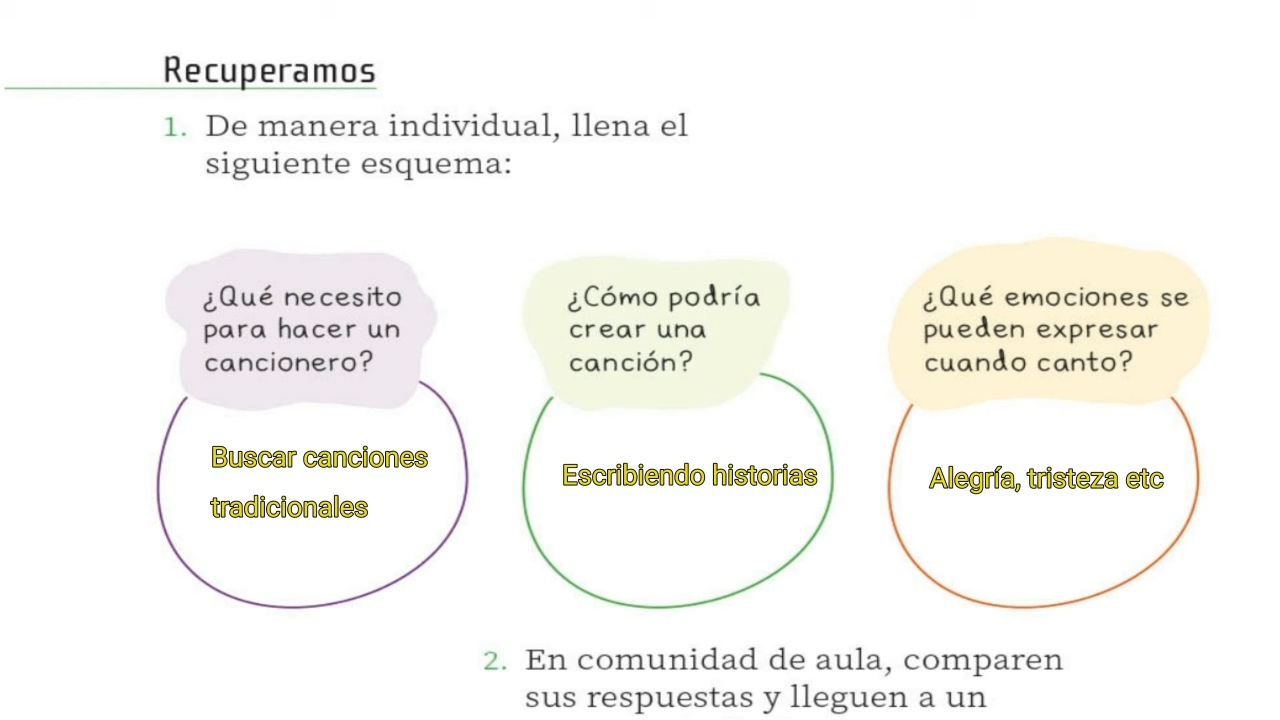 Recuperamos
1. De manera individual, llena el
siguiente esquema:
¿Qué necesito
para hacer un
cancionero?
Buscar canciones
tradicionales
¿Cómo podría
crear una
canción?
Escribiendo historias
¿Qué emociones se
pueden expresar
cuando canto?
Alegría, tristeza etc
2. En comunidad de aula, comparen
sus respuestas y lleguen a un